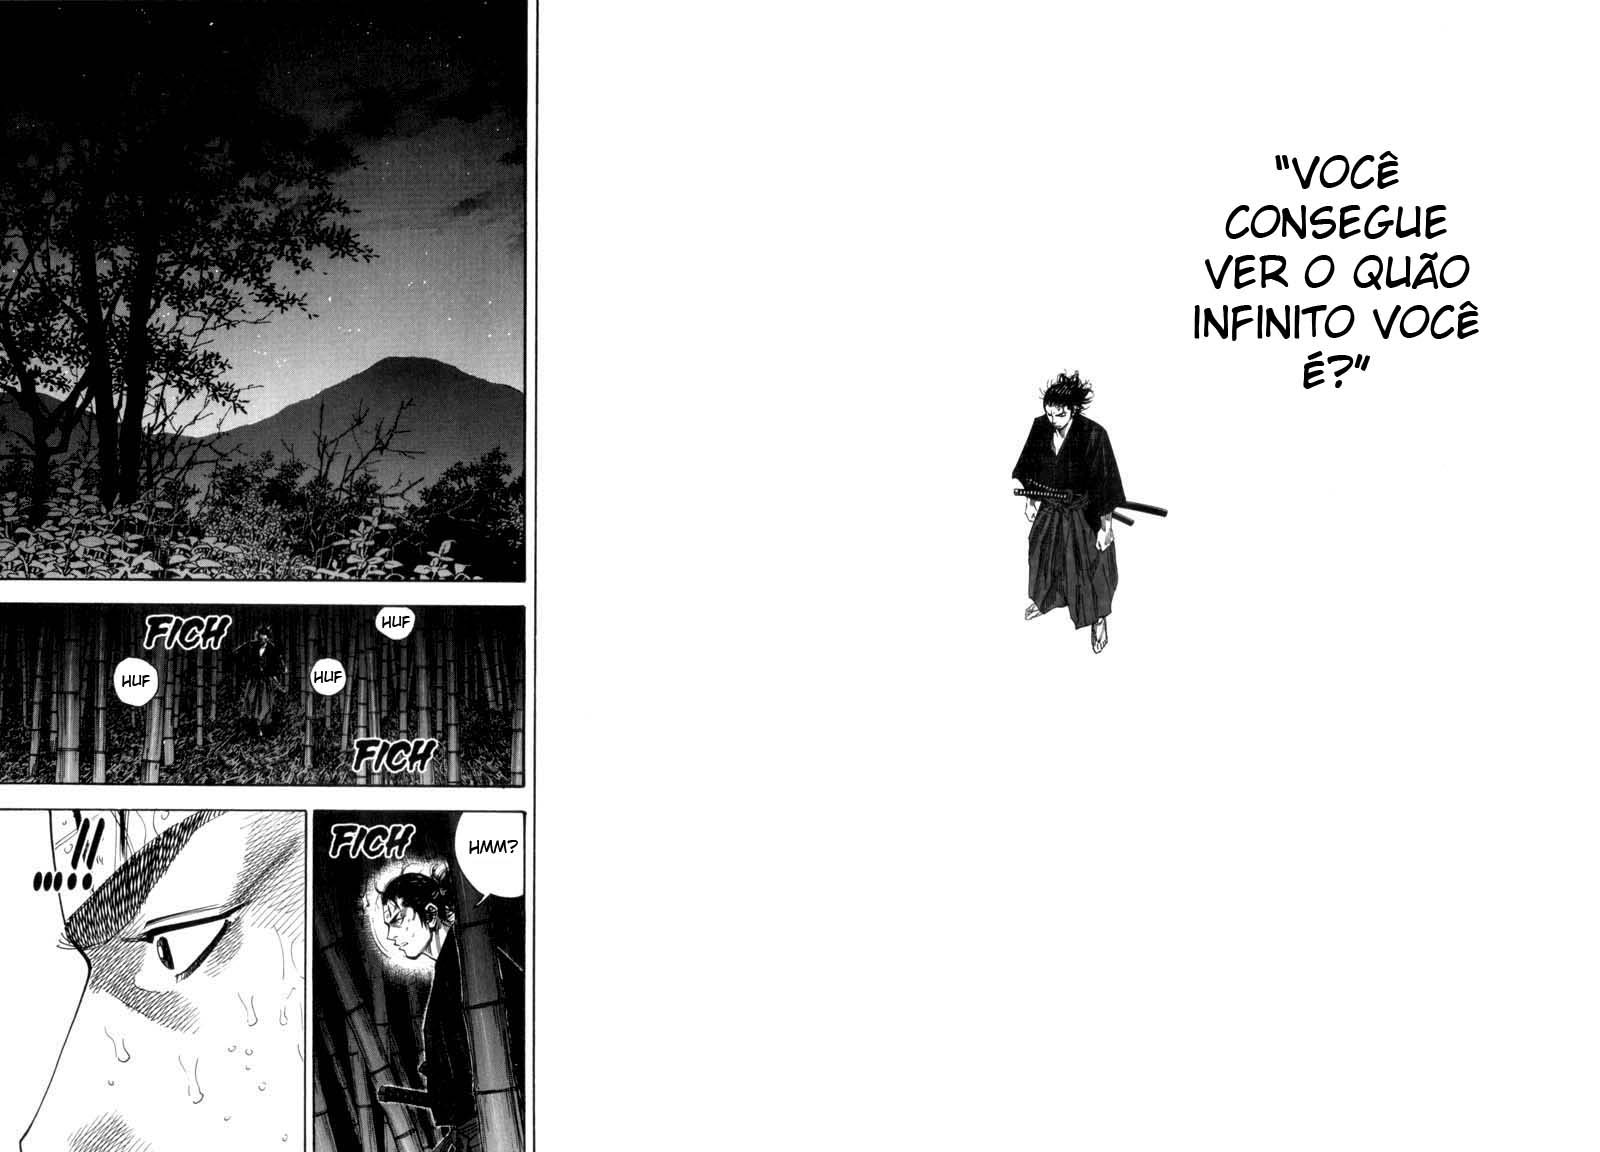 "VOCÊ
CONSEGUE
VER O QUÃO
INFINITO VOCÊ
É?"
HUF
FICH
HUF
HUF
FICH
HMM?
FICH
!!
.....